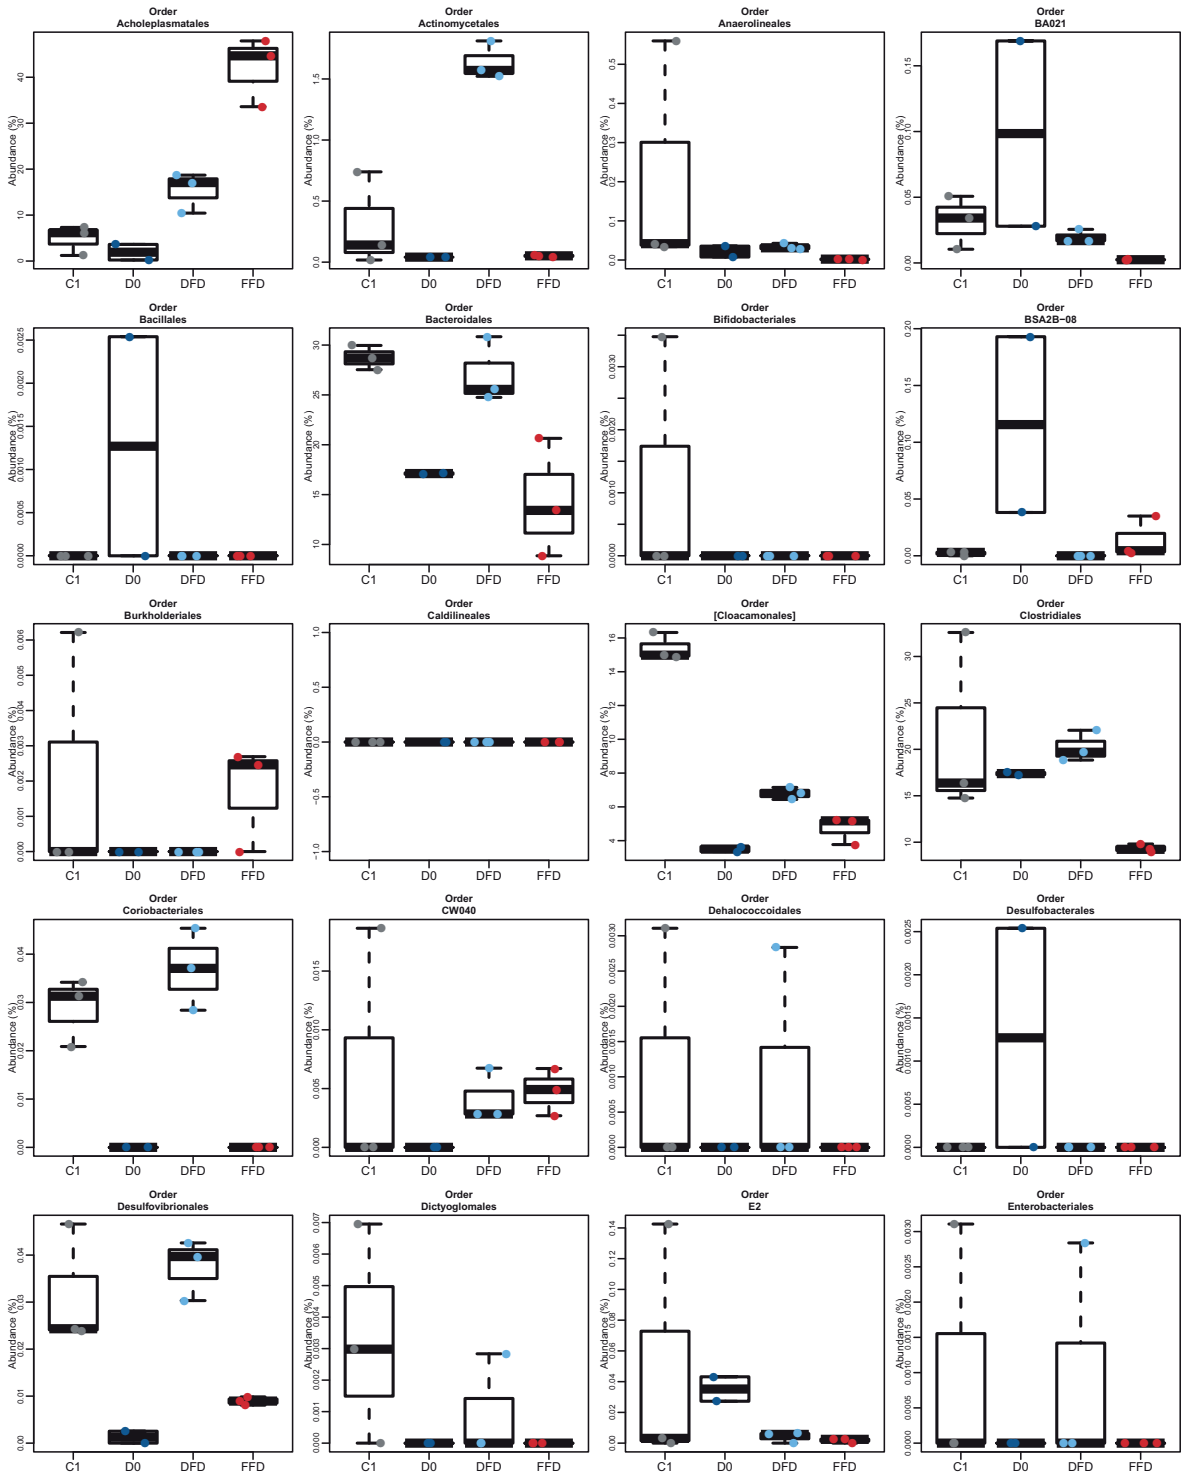 Order
Acholeplasmatales
Abundance (%)
40
20
10
0
C1 D0 DFD FFD
Order
Actinomycetales
Abundance (%)
1.5
1.0
0.5
0.0
C1 D0 DFD FFD
Order
Anaerolineales
Abundance (%)
0.5
0.4
0.2
0.1
0.0
C1 D0 DFD FFD
Order
BA021
Abundance (%)
0.15
0.10
0.05
0.00
C1 D0 DFD FFD
Order
Bacillales
Abundance (%)
0.0025
0.0020
0.0015
0.0010
0.0005
0.0000
C1 D0 DFD FFD
Order
Bacteroidales
Abundance (%)
30
25
20
15
10
C1 D0 DFD FFD
Order
Bifidobacteriales
Abundance (%)
0.0030
0.0020
0.0010
0.0000
C1 D0 DFD FFD
Order
BSA2B−08
Abundance (%)
0.20
0.15
0.10
0.05
0.00
C1 D0 DFD FFD
Order
Burkholderiales
Abundance (%)
0.006
0.005
0.004
0.003
0.002
0.001
0.000
C1 D0 DFD FFD
Order
Caldilineales
Abundance (%)
1.0
0.5
0.0
−0.5
−1.0
C1 D0 DFD FFD
Order
[Cloacamonales]
Abundance (%)
16
14
8
6
4
C1 D0 DFD FFD
Order
Clostridiales
Abundance (%)
30
25
20
15
10
C1 D0 DFD FFD
Order
Coriobacteriales
Abundance (%)
0.04
0.03
0.02
0.01
0.00
C1 D0 DFD FFD
Order
CW040
Abundance (%)
0.015
0.010
0.005
0.000
C1 D0 DFD FFD
Order
Dehalococcoidales
Abundance (%)
0.0030
0.0025
0.0020
0.0015
0.0010
0.0005
0.0000
C1 D0 DFD FFD
Order
Desulfobacterales
Abundance (%)
0.0025
0.0020
0.0015
0.0010
0.0005
0.0000
C1 D0 DFD FFD
Order
Desulfovibrionales
Abundance (%)
0.04
0.03
0.02
0.01
0.00
C1 D0 DFD FFD
Order
Dictyoglomales
Abundance (%)
0.007
0.006
0.005
0.004
0.003
0.002
0.001
0.000
C1 D0 DFD FFD
Order
E2
Abundance (%)
0.14
0.12
0.10
0.08
0.06
0.04
0.02
0.00
C1 D0 DFD FFD
Order
Enterobacteriales
Abundance (%)
0.0030
0.0025
0.0020
0.0015
0.0010
0.0005
0.0000
C1 D0 DFD FFD